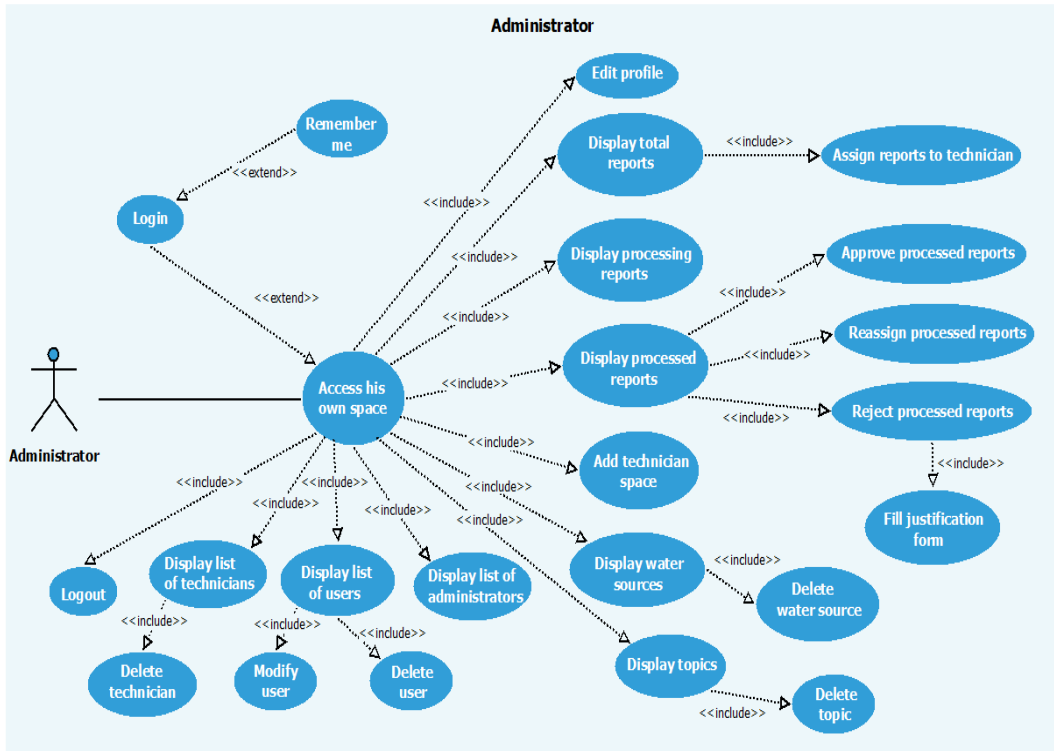 Administrator
Edit profile
Remember
me
Display total
reports
<<include>>
Assign reports to technician
<<extend>>
<<include>>
Login
<<include>>
Display processing
reports
Approve processed reports
<<include>>
<<extend>>
<<include>>
Reassign processed reports
Display processed
reports
<<include>>
<<include>>
Access his
own space
<<include>>
Reject processed reports
Administrator
<<include>>
Add technician
space
<<include>>
<<include>>
<<include>>
<<include>>
<<include>>
<<include>>
<<include>>
Fill justification
form
Display list
of technicians
Display list
of users
Display list of
administrators
Display water
sources
<<include>>
Logout
Delete
water source
<<include>>
<<include>>
<<include>>
Delete
technician
Modify
user
Delete
user
Display topics
<<include>>
Delete
topic